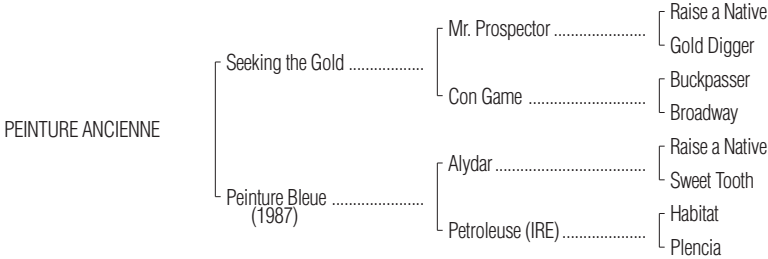 Raise a Native
Mr. Prospector ......................
Gold Digger
Seeking the Gold ..................
Buckpasser
Con Game ............................
Broadway
PEINTURE ANCIENNE
Raise a Native
Alydar ....................................
Sweet Tooth
Peinture Bleue ......................
(1987)
Habitat
Petroleuse (IRE) ....................
Plencia